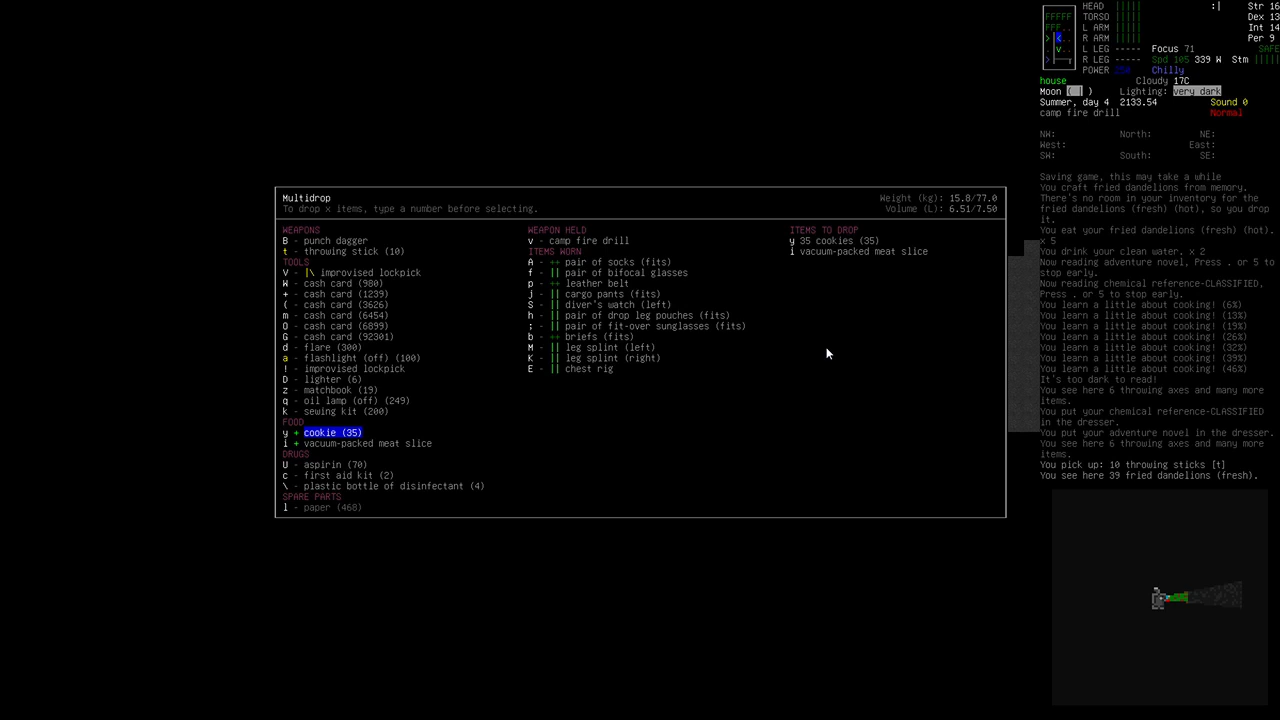 Multidrop
To drop x items, type a number before selecting.
Weight (kg): 15.8/77.0
Volume (L): 6.51/7.50
WEAPONS
B - punch dagger
t - throwing stick (10)
TOOLS
V - |\ improvised lockpick
W - cash card (980)
+ - cash card (1239)
( - cash card (3626)
m - cash card (6454)
O - cash card (6899)
G - cash card (92301)
d - flare (300)
a - flashlight (off) (100)
! - improvised lockpick
D - lighter (6)
z - matchbook (19)
q - oil lamp (off) (249)
k - sewing kit (200)
FOOD
y + cookie (35)
i + vacuum-packed meat slice
DRUGS
U - aspirin (70)
c - first aid kit (2)
\ - plastic bottle of disinfectant (4)
SPARE PARTS
l - paper (468)
WEAPON HELD
v - camp fire drill
ITEMS WORN
A - ++ pair of socks (fits)
f - || pair of bifocal glasses
p - ++ leather belt
j - || cargo pants (fits)
S - || diver's watch (left)
h - || pair of drop leg pouches (fits)
; - || pair of fit-over sunglasses (fits)
b - ++ briefs (fits)
M - || leg splint (left)
K - || leg splint (right)
E - || chest rig
ITEMS TO DROP
y 35 cookies (35)
i vacuum-packed meat slice
HEAD ||||| :| Str 16
FFFFF TORSO ||||| Dex 13
FFF.. L ARM ||||| Int 14
> < . R ARM ||||| Per 9
. v . L LEG ----- Focus 71 SAFE
R LEG ----- Spd 105 339 W Stm |||||
POWER Chilly
house Cloudy 17C
Moon ( | ) Lighting: very dark
Summer, day 4 2133.54 Sound 0
camp fire drill Normal
NW: North: NE:
West: East:
SW: South: SE:
Saving game, this may take a while
You craft fried dandelions from memory.
There's no room in your inventory for the
fried dandelions (fresh) (hot), so you drop
it.
You eat your fried dandelions (fresh) (hot).
x 5
You drink your clean water. x 2
Now reading adventure novel, Press . or 5 to
stop early.
Now reading chemical reference-CLASSIFIED,
Press . or 5 to stop early.
You learn a little about cooking! (6%)
You learn a little about cooking! (13%)
You learn a little about cooking! (19%)
You learn a little about cooking! (26%)
You learn a little about cooking! (32%)
You learn a little about cooking! (39%)
You learn a little about cooking! (46%)
It's too dark to read!
You see here 6 throwing axes and many more
items.
You put your chemical reference-CLASSIFIED
in the dresser.
You put your adventure novel in the dresser.
You see here 6 throwing axes and many more
items.
You pick up: 10 throwing sticks [t]
You see here 39 fried dandelions (fresh).